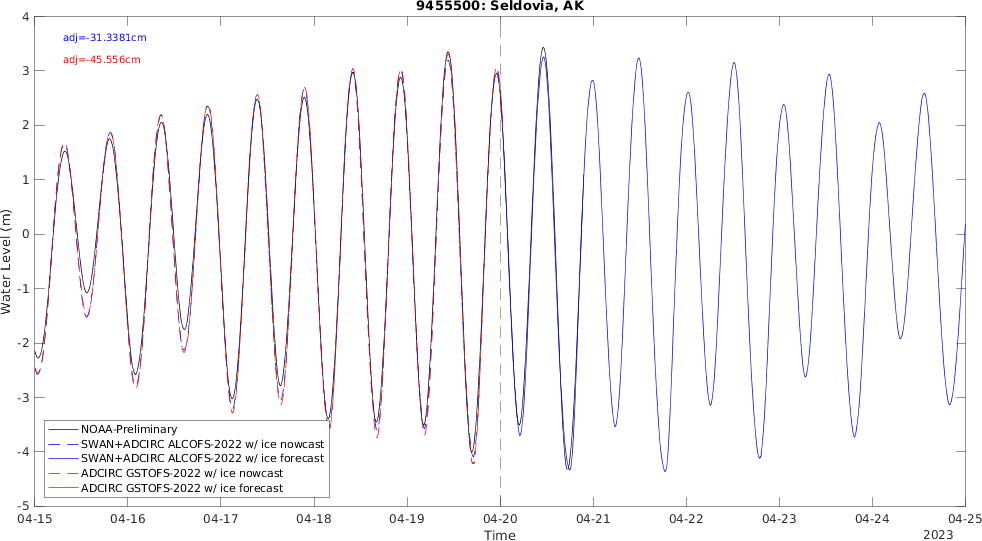 9455500: Seldovia, AK
adj=-31.3381cm
adj=-45.556cm
Water Level (m)
4
3
2
1
0
-1
-2
-3
-4
-5
NOAA-Preliminary
SWAN+ADCIRC ALCOFS-2022 w/ ice nowcast
SWAN+ADCIRC ALCOFS-2022 w/ ice forecast
ADCIRC GSTOFS-2022 w/ ice nowcast
ADCIRC GSTOFS-2022 w/ ice forecast
04-15 04-16 04-17 04-18 04-19 04-20 04-21 04-22 04-23 04-24 04-25
Time
2023